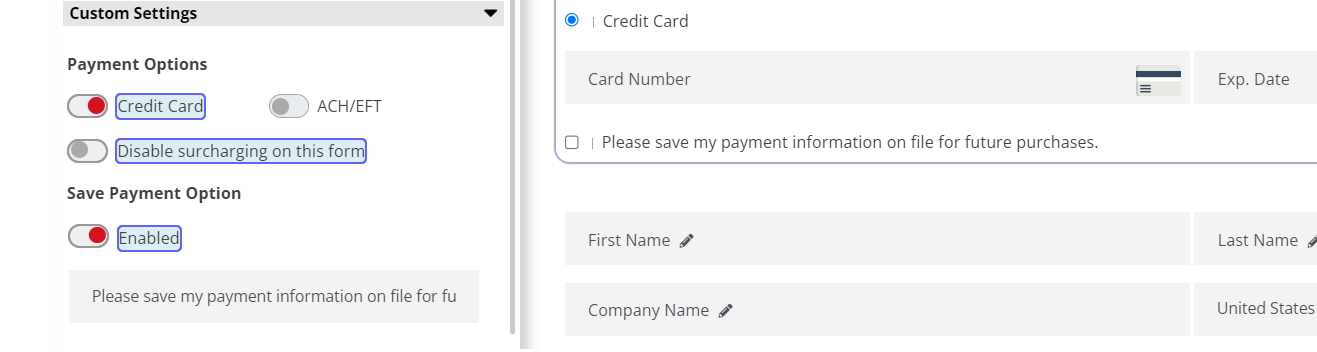 Custom Settings
Payment Options
Credit Card
ACH/EFT
Disable surcharging on this form
Save Payment Option
Enabled
Please save my payment information on file for fu
Credit Card
Card Number
Exp. Date
Please save my payment information on file for future purchases.
First Name
Last Name
Company Name
United States